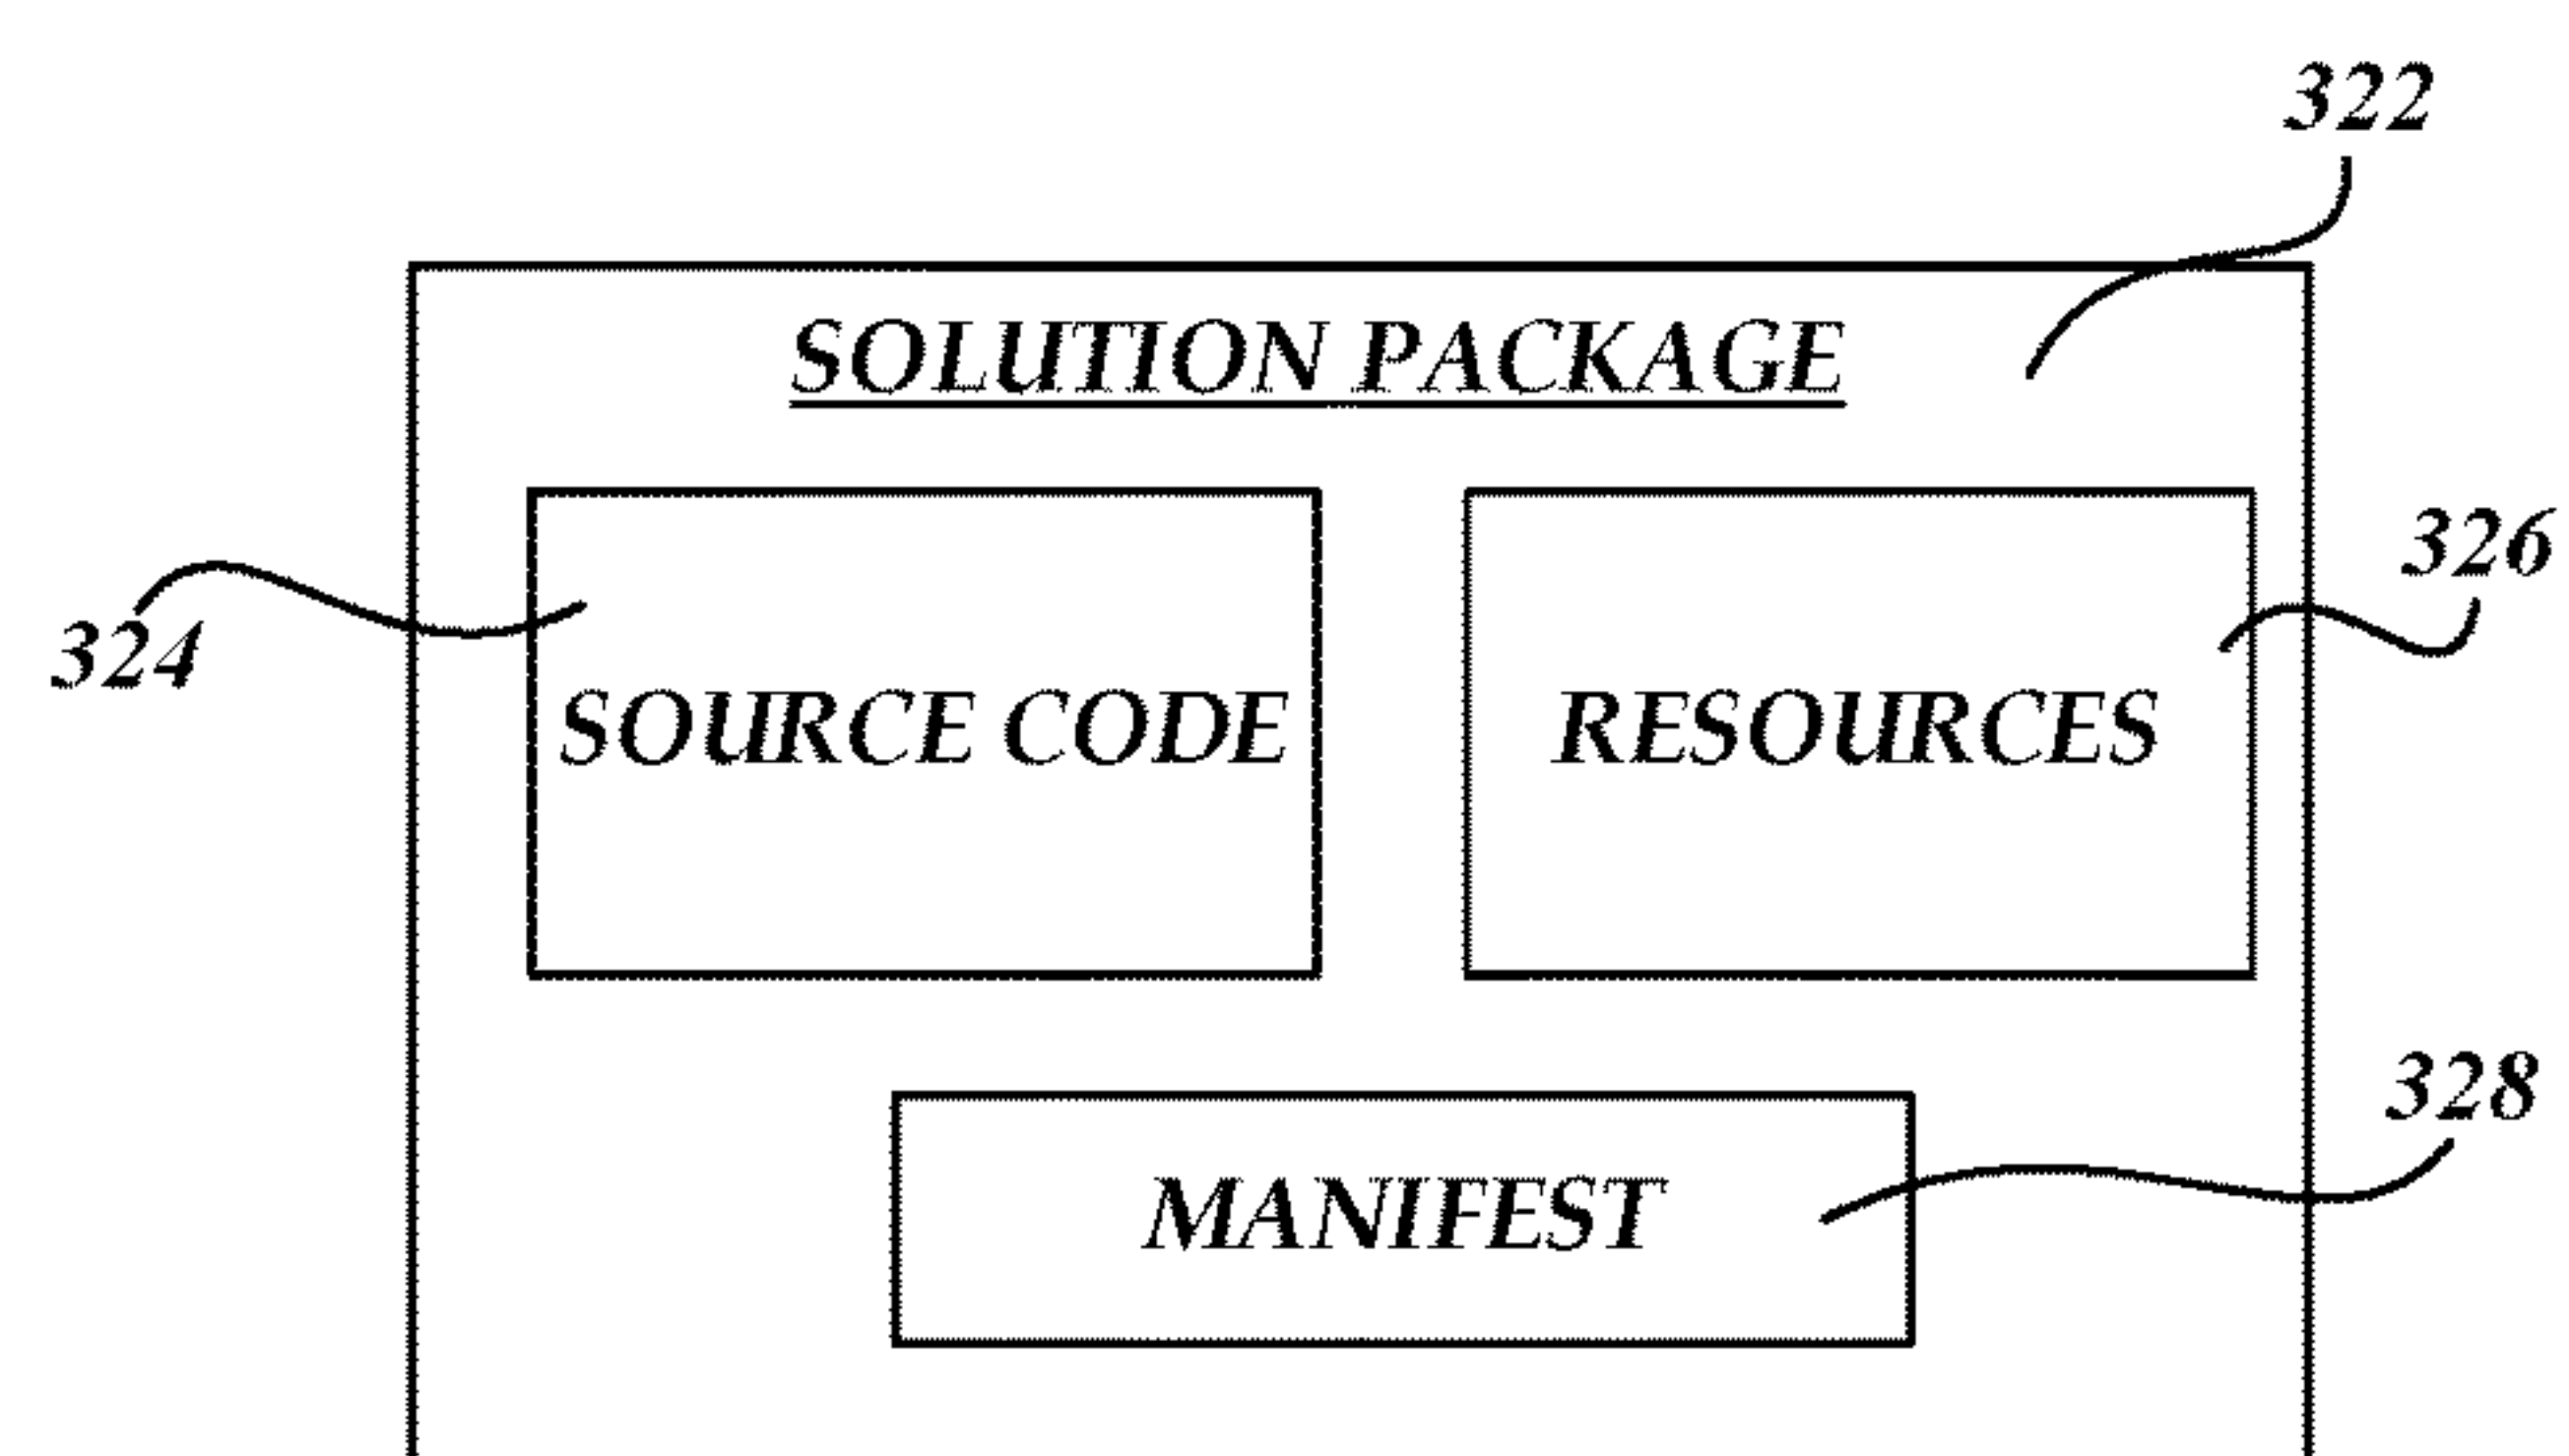 322
SOLUTION PACKAGE
326
324
SOURCE CODE
RESOURCES
328
MANIFEST